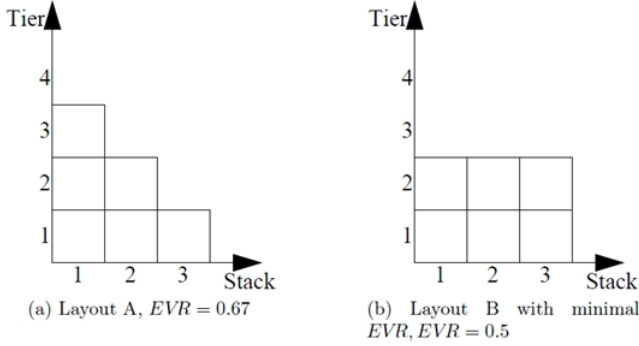 Tier
4
3
2
1
1 2 3 Stack
(a) Layout A, EVR = 0.67
Tier
4
3
2
1
1 2 3 Stack
(b) Layout B with minimal
EVR, EVR = 0.5